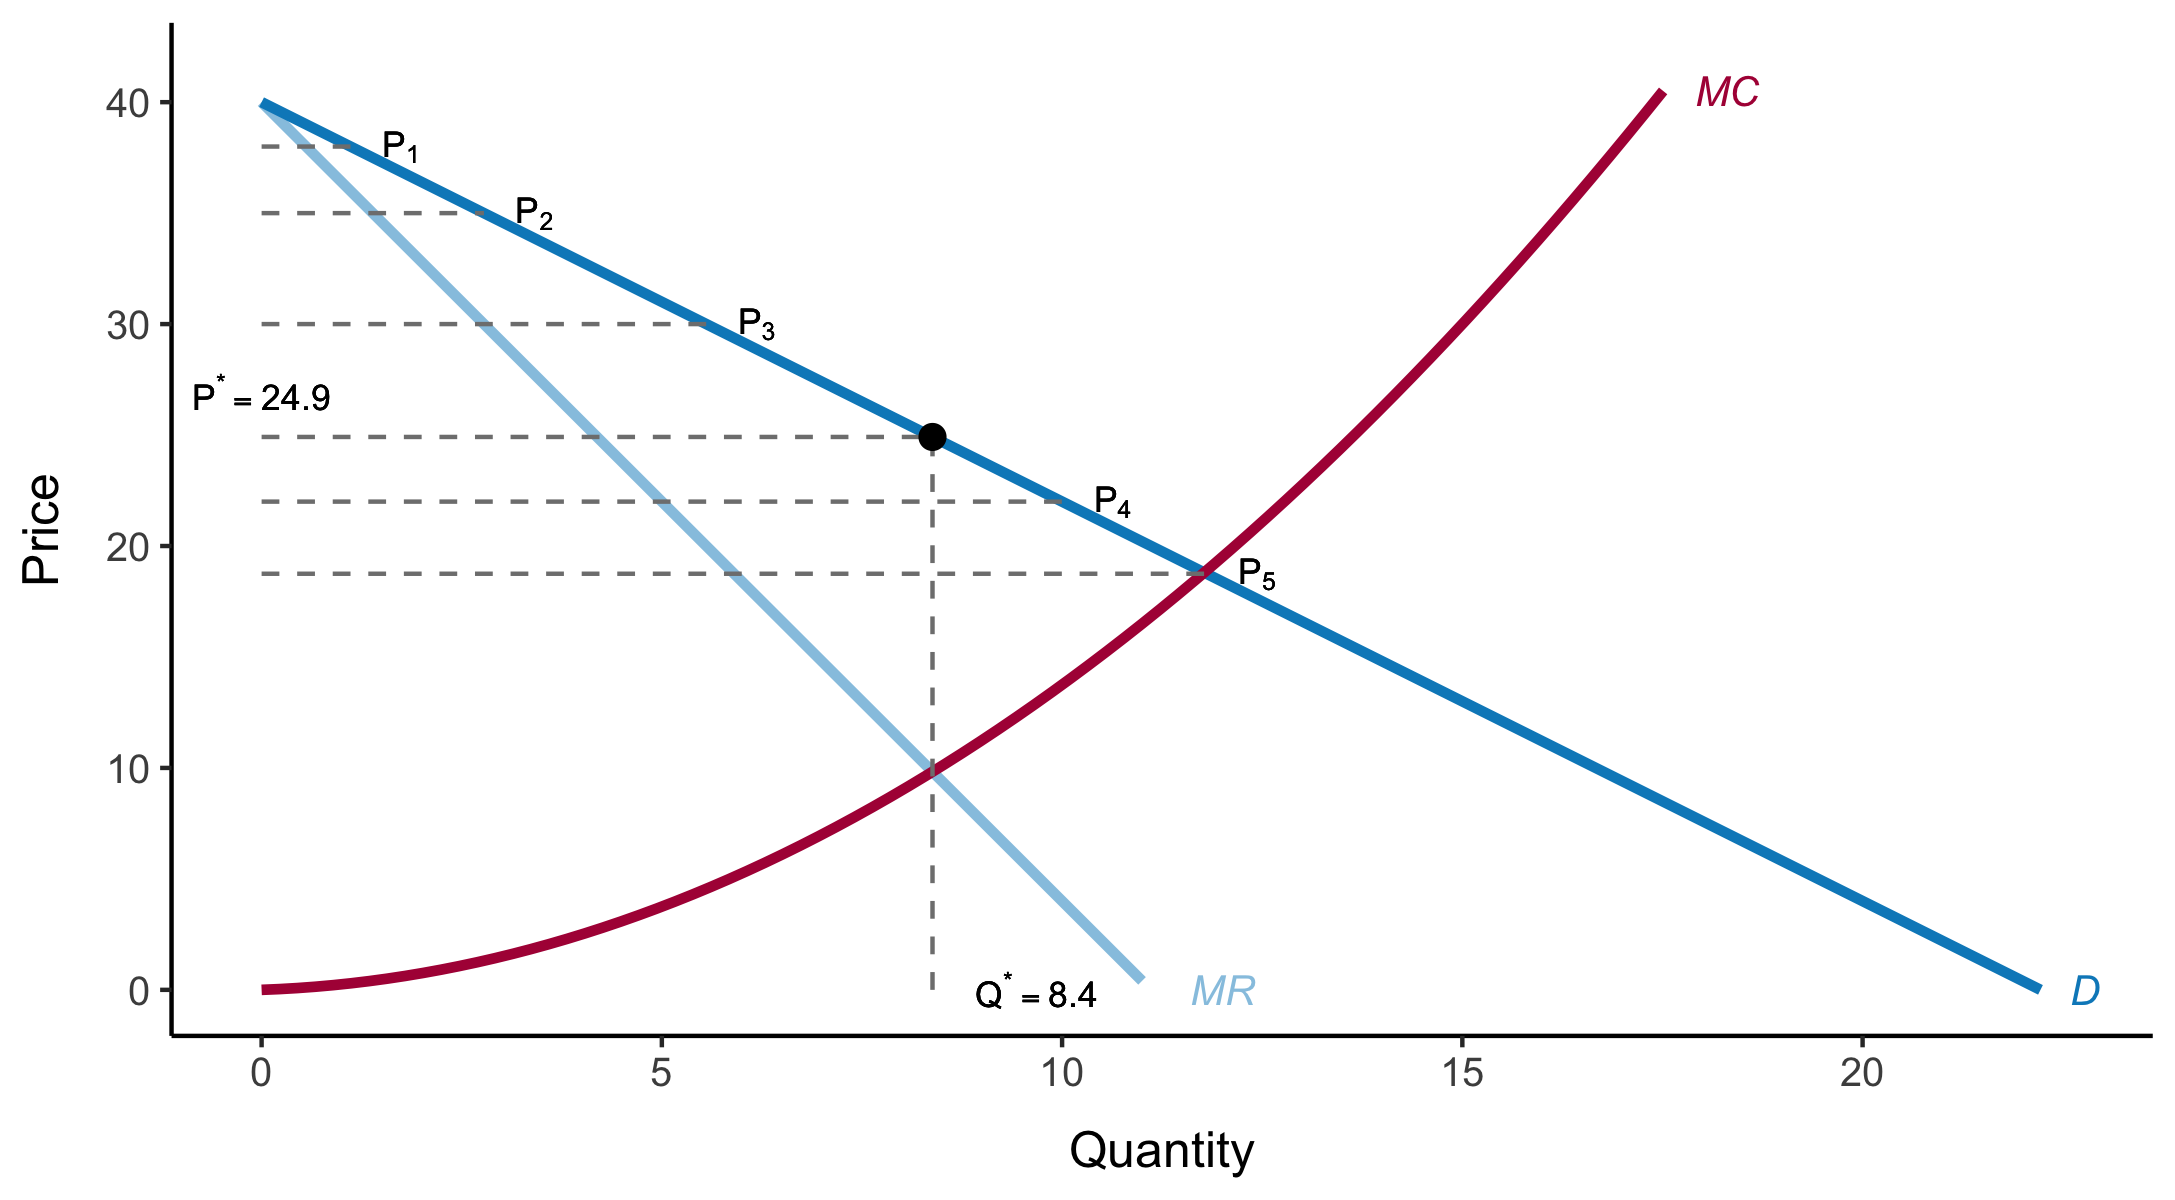 MC
40
P₁
P₂
30
P₃
P* = 24.9
P₄
20
P₅
10
0
Q* = 8.4
MR
D
0
5
10
15
20
Price
Quantity